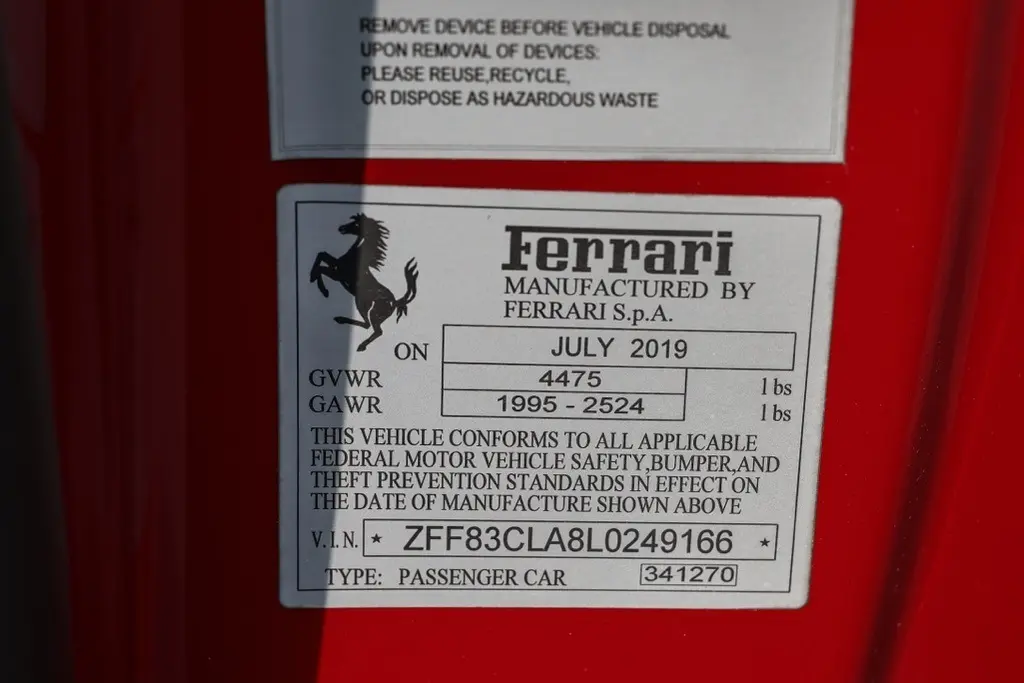 REMOVE DEVICE BEFORE VEHICLE DISPOSAL
UPON REMOVAL OF DEVICES:
PLEASE REUSE,RECYCLE,
OR DISPOSE AS HAZARDOUS WASTE
Ferrari
MANUFACTURED BY
FERRARI S.p.A.
ON JULY 2019
GVWR 4475 lbs
GAWR 1995 - 2524 lbs
THIS VEHICLE CONFORMS TO ALL APPLICABLE
FEDERAL MOTOR VEHICLE SAFETY,BUMPER,AND
THEFT PREVENTION STANDARDS IN EFFECT ON
THE DATE OF MANUFACTURE SHOWN ABOVE
V.I.N. ★ ZFF83CLA8L0249166 ★
TYPE: PASSENGER CAR 341270